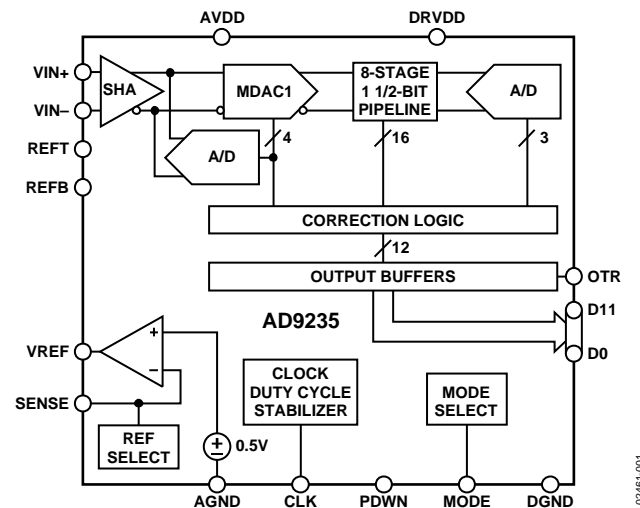 AVDD
DRVDD
VIN+
VIN–
REFT
REFB
SHA
MDAC1
8-STAGE
1 1/2-BIT
PIPELINE
A/D
A/D
4
16
3
CORRECTION LOGIC
12
OUTPUT BUFFERS
OTR
D11
D0
AD9235
VREF
SENSE
+
–
REF
SELECT
+
–
0.5V
CLOCK
DUTY CYCLE
STABILIZER
MODE
SELECT
AGND
CLK
PDWN
MODE
DGND
02461-001